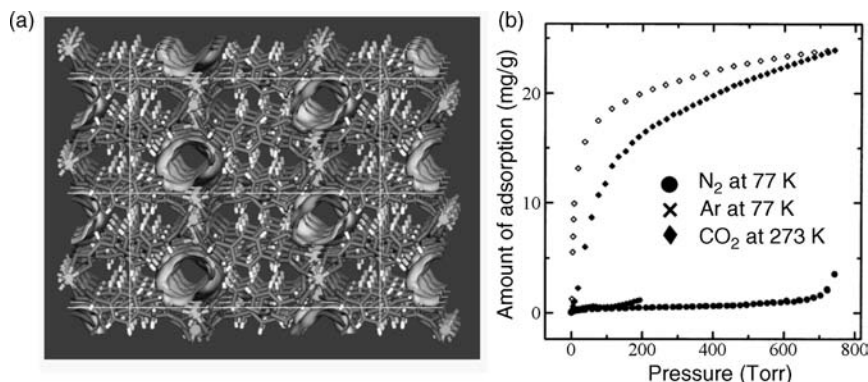 (a)
(b)
Amount of adsorption (mg/g)
20
10
0
N₂ at 77 K
Ar at 77 K
CO₂ at 273 K
0
200
400
600
800
Pressure (Torr)